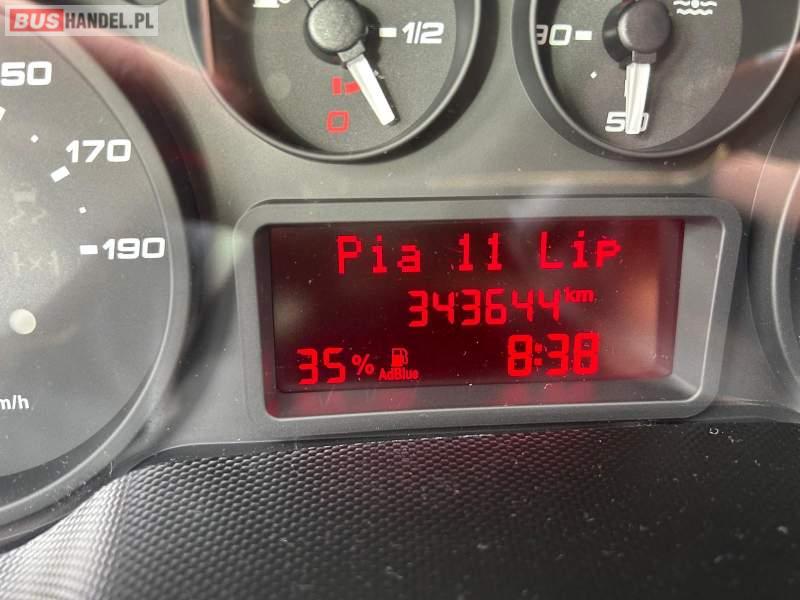 BUSHANDEL.PL
1/2
0
90
50
50
170
190
m/h
Pia 11 Lip
343644 km
35% AdBlue 8:38